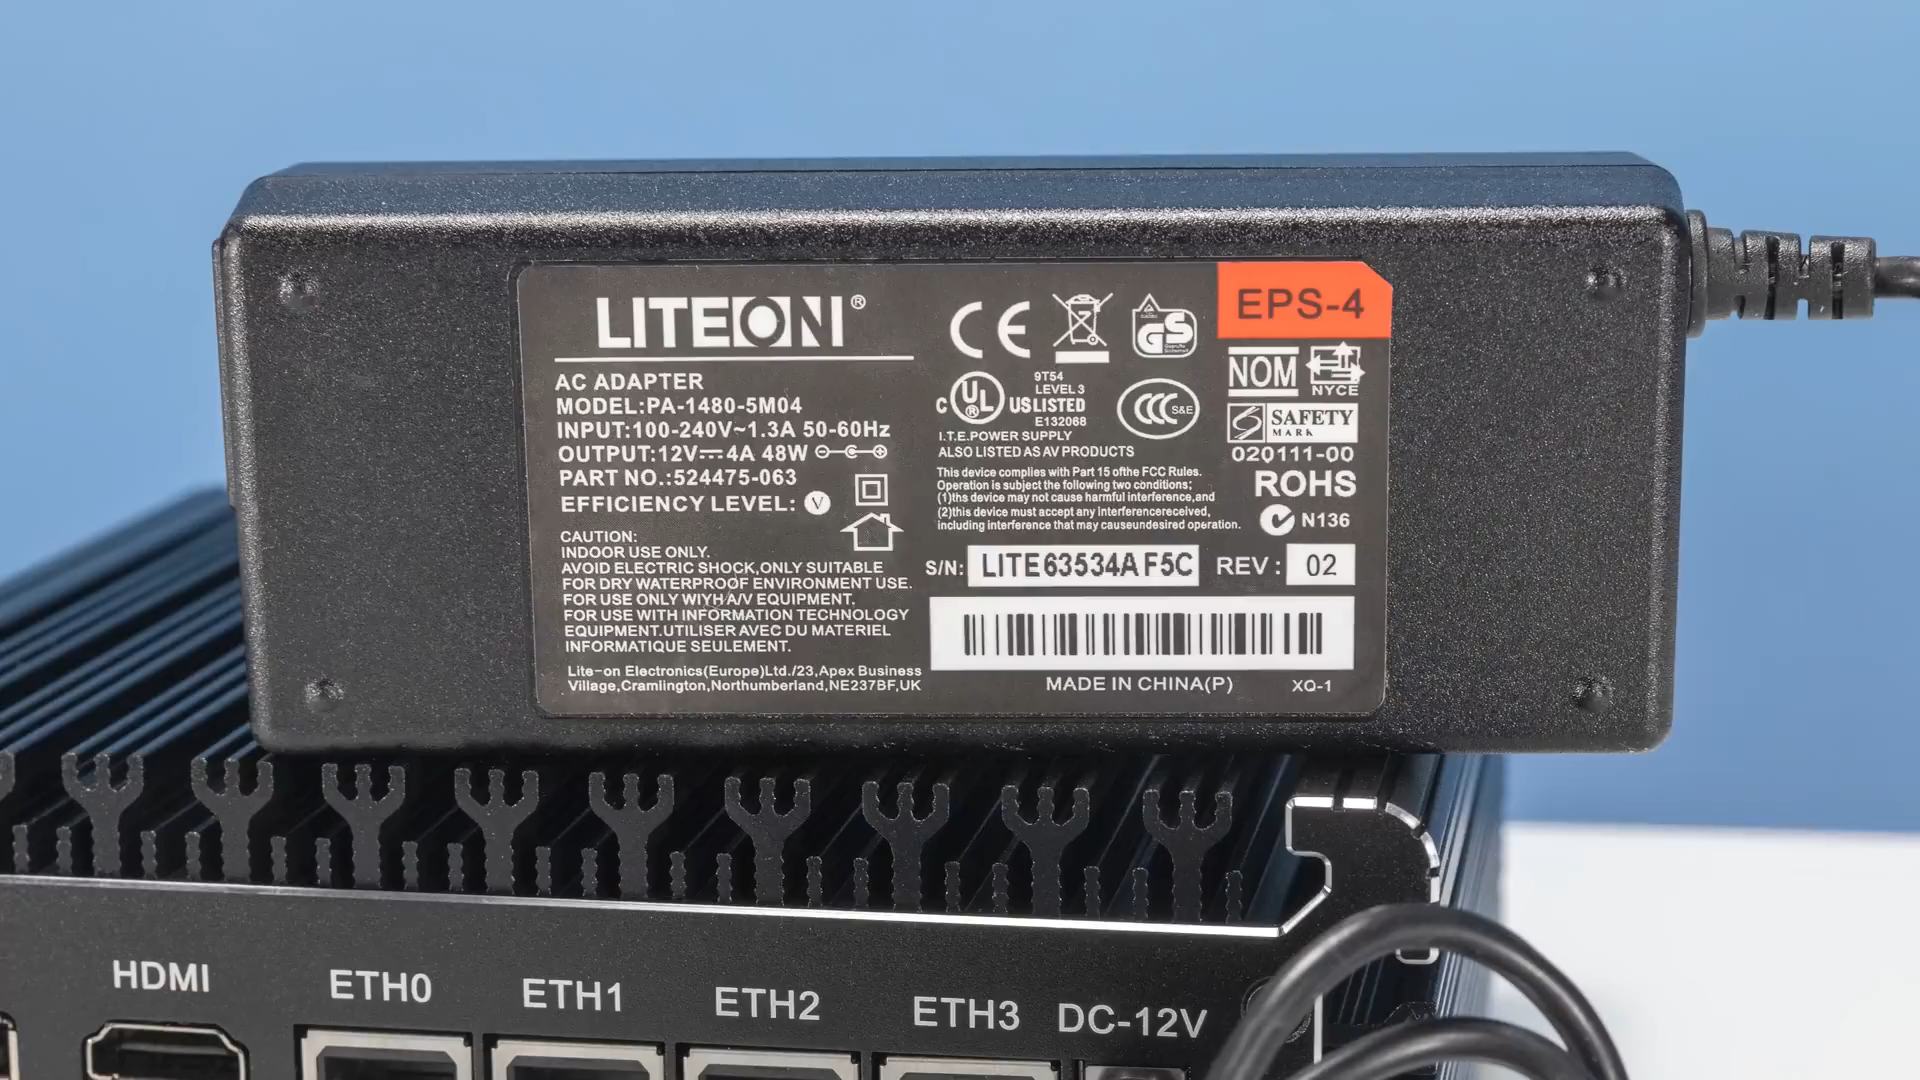 LITEON®
AC ADAPTER
MODEL:PA-1480-5M04
INPUT:100-240V~1.3A 50-60Hz
OUTPUT:12V⎓4A 48W
PART NO.:524475-063
EFFICIENCY LEVEL: V
CAUTION:
INDOOR USE ONLY.
AVOID ELECTRIC SHOCK,ONLY SUITABLE
FOR DRY WATERPROOF ENVIRONMENT USE.
FOR USE ONLY WIYH A/V EQUIPMENT.
FOR USE WITH INFORMATION TECHNOLOGY
EQUIPMENT.UTILISER AVEC DU MATERIEL
INFORMATIQUE SEULEMENT.
Lite-on Electronics(Europe)Ltd./23,Apex Business
Village,Cramlington,Northumberland,NE237BF,UK
CE
GS
EPS-4
NOM
NYCE
C UL ® US LISTED
9T54
LEVEL 3
E132068
I.T.E.POWER SUPPLY
ALSO LISTED AS AV PRODUCTS
CCC S&E
SAFETY
MARK
020111-00
ROHS
N136
This device complies with Part 15 ofthe FCC Rules.
Operation is subject the following two conditions;
(1)ths device may not cause harmful interference,and
(2)this device must accept any interferencereceived,
including interference that may causeundesired operation.
S/N: LITE63534AF5C REV : 02
MADE IN CHINA(P) XQ-1
HDMI
ETH0
ETH1
ETH2
ETH3
DC-12V